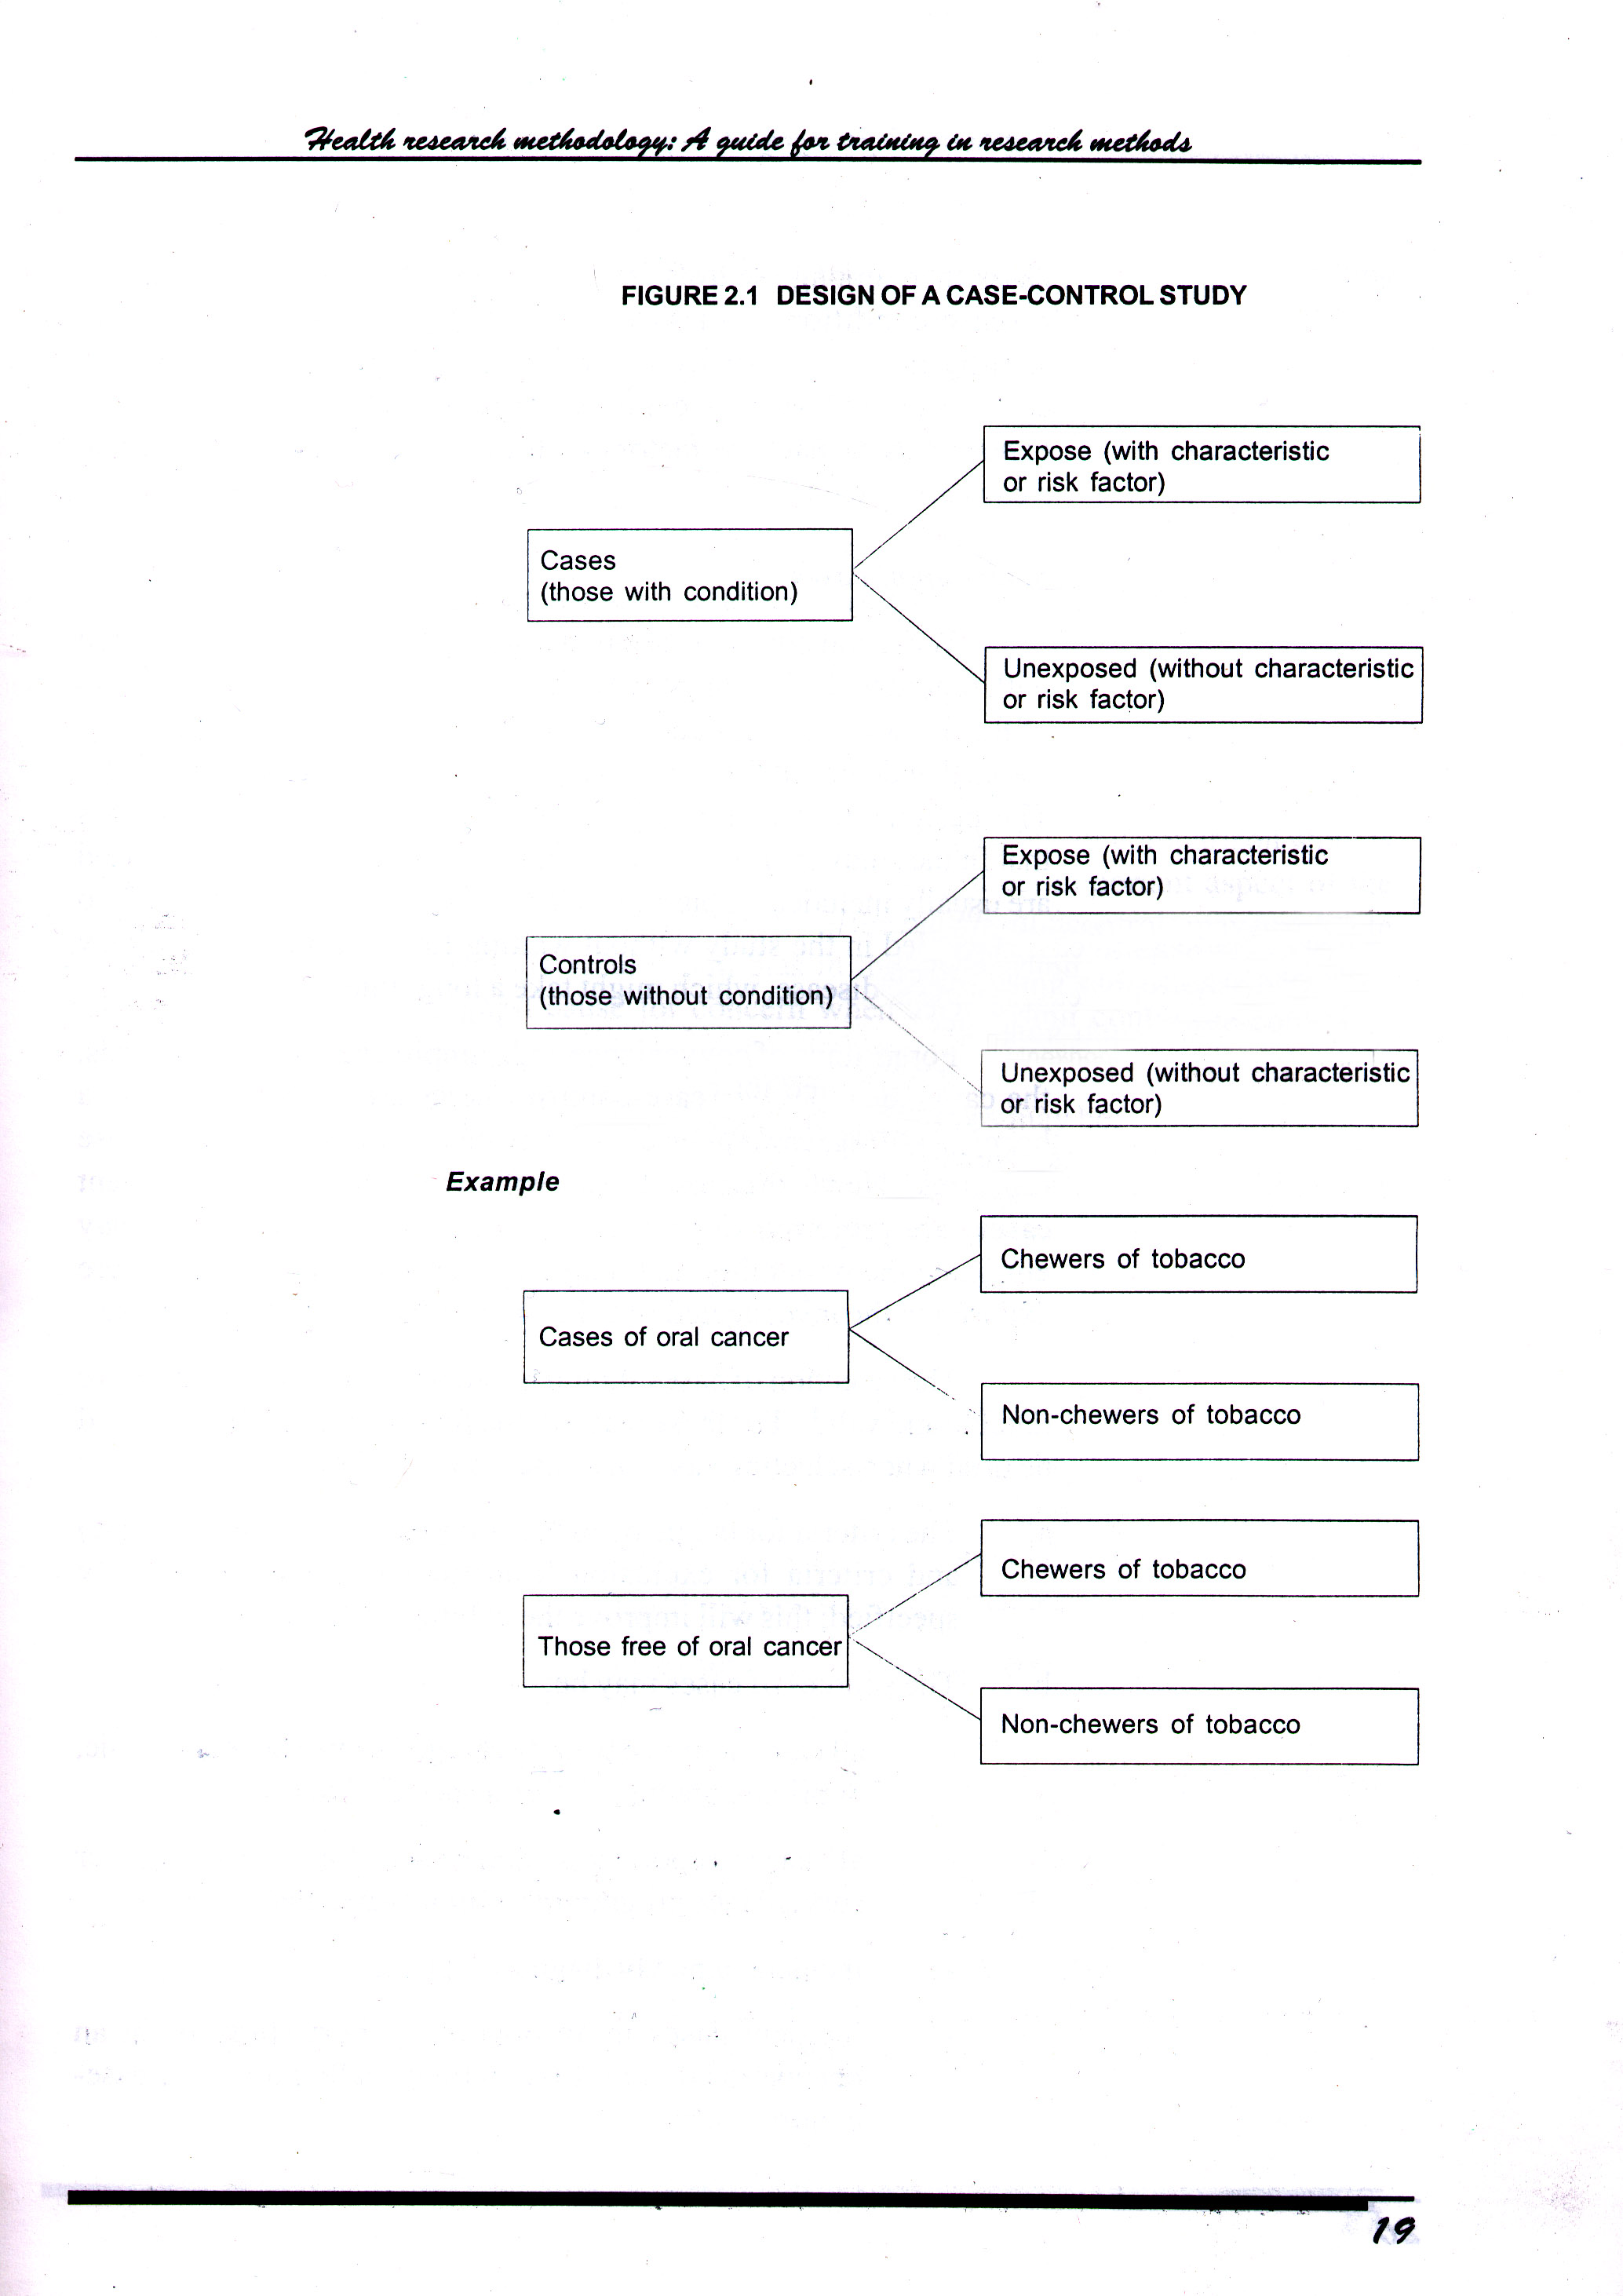 Health research methodology: A guide for training in research methods
FIGURE 2.1 DESIGN OF A CASE-CONTROL STUDY
Expose (with characteristic
or risk factor)
Cases
(those with condition)
Unexposed (without characteristic
or risk factor)
Expose (with characteristic
or risk factor)
Controls
(those without condition)
Unexposed (without characteristic
or risk factor)
Example
Chewers of tobacco
Cases of oral cancer
Non-chewers of tobacco
Chewers of tobacco
Those free of oral cancer
Non-chewers of tobacco
19